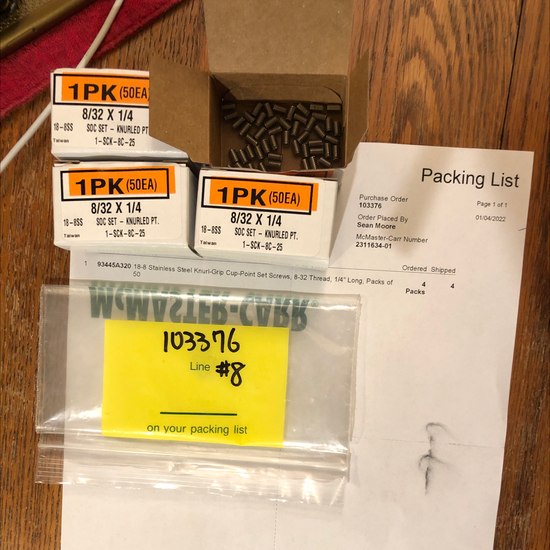 1PK (50EA)
8/32 X 1/4
18-8SS SOC SET - KNURLED PT.
Taiwan 1-SCK-8C-25
1PK (50EA)
8/32 X 1/4
18-8SS SOC SET - KNURLED PT.
Taiwan 1-SCK-8C-25
1PK (50EA)
8/32 X 1/4
18-8SS SOC SET - KNURLED PT.
Taiwan 1-SCK-8C-25
Packing List
Purchase Order
103376
Page 1 of 1
Order Placed By
Sean Moore
01/04/2022
McMaster-Carr Number
2311634-01
Ordered Shipped
1 93445A320 18-8 Stainless Steel Knurl-Grip Cup-Point Set Screws, 8-32 Thread, 1/4" Long, Packs of 4 4
50 Packs
McMASTER-CARR
103376
Line #8
on your packing list